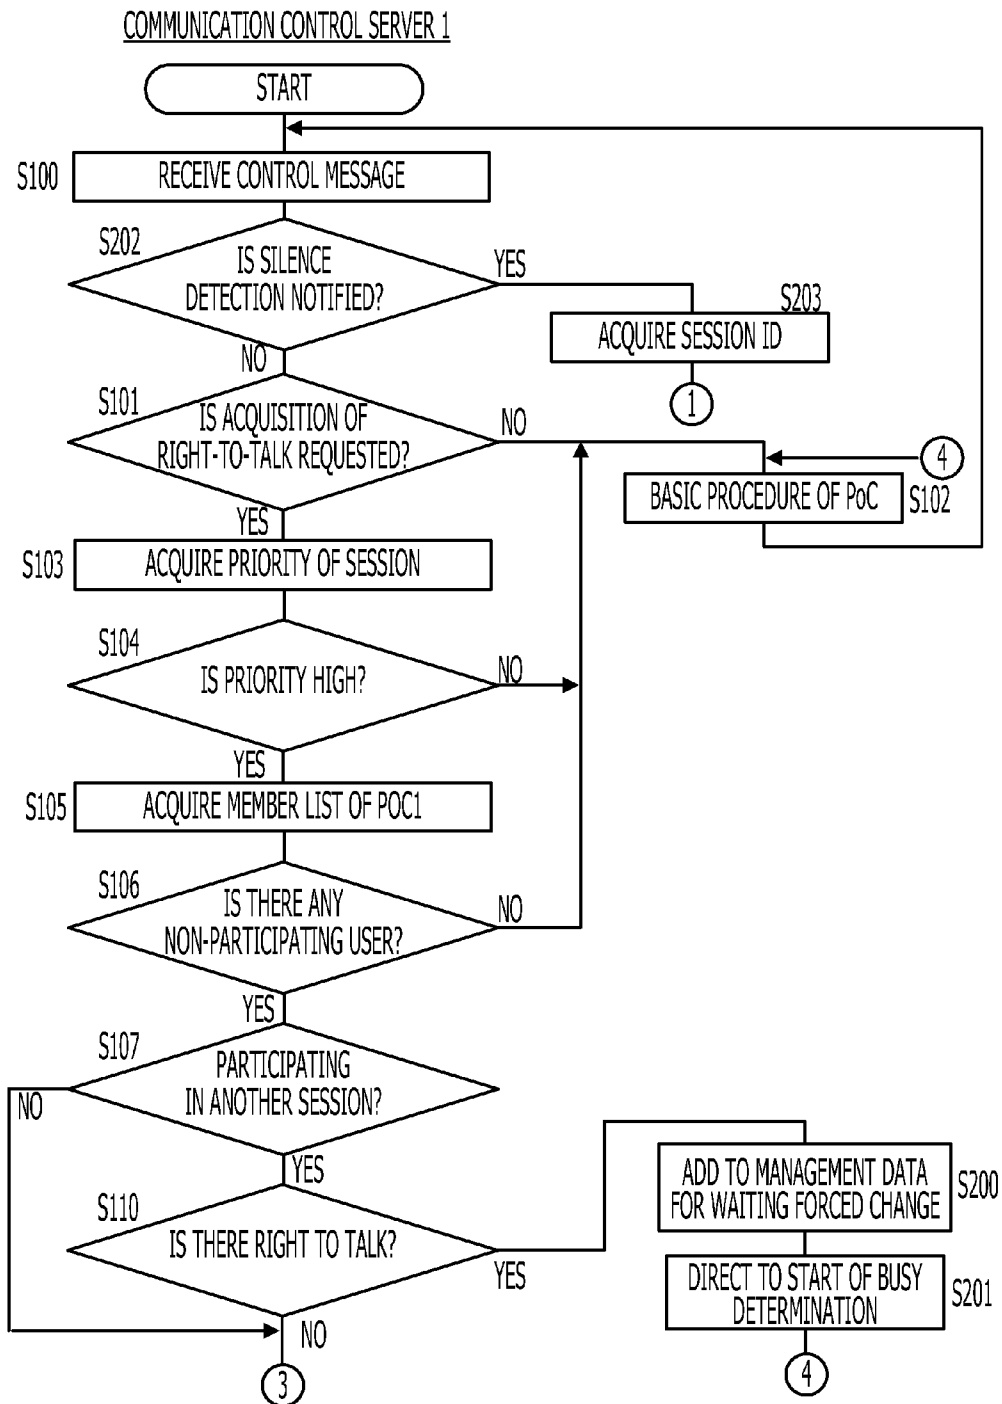 COMMUNICATION CONTROL SERVER 1
START
S100
RECEIVE CONTROL MESSAGE
S202
IS SILENCE
DETECTION NOTIFIED?
YES
S203
ACQUIRE SESSION ID
1
NO
S101
IS ACQUISITION OF
RIGHT-TO-TALK REQUESTED?
NO
4
BASIC PROCEDURE OF PoC
S102
YES
S103
ACQUIRE PRIORITY OF SESSION
S104
IS PRIORITY HIGH?
NO
YES
S105
ACQUIRE MEMBER LIST OF POC1
S106
IS THERE ANY
NON-PARTICIPATING USER?
NO
YES
S107
PARTICIPATING
IN ANOTHER SESSION?
NO
YES
S110
IS THERE RIGHT TO TALK?
YES
ADD TO MANAGEMENT DATA
FOR WAITING FORCED CHANGE
S200
DIRECT TO START OF BUSY
DETERMINATION
S201
4
NO
3